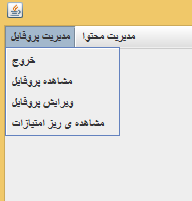 مدیریت پروفایل مدیریت محتوا
خروج
مشاهده پروفایل
ویرایش پروفایل
مشاهده ی ریز امتیازات